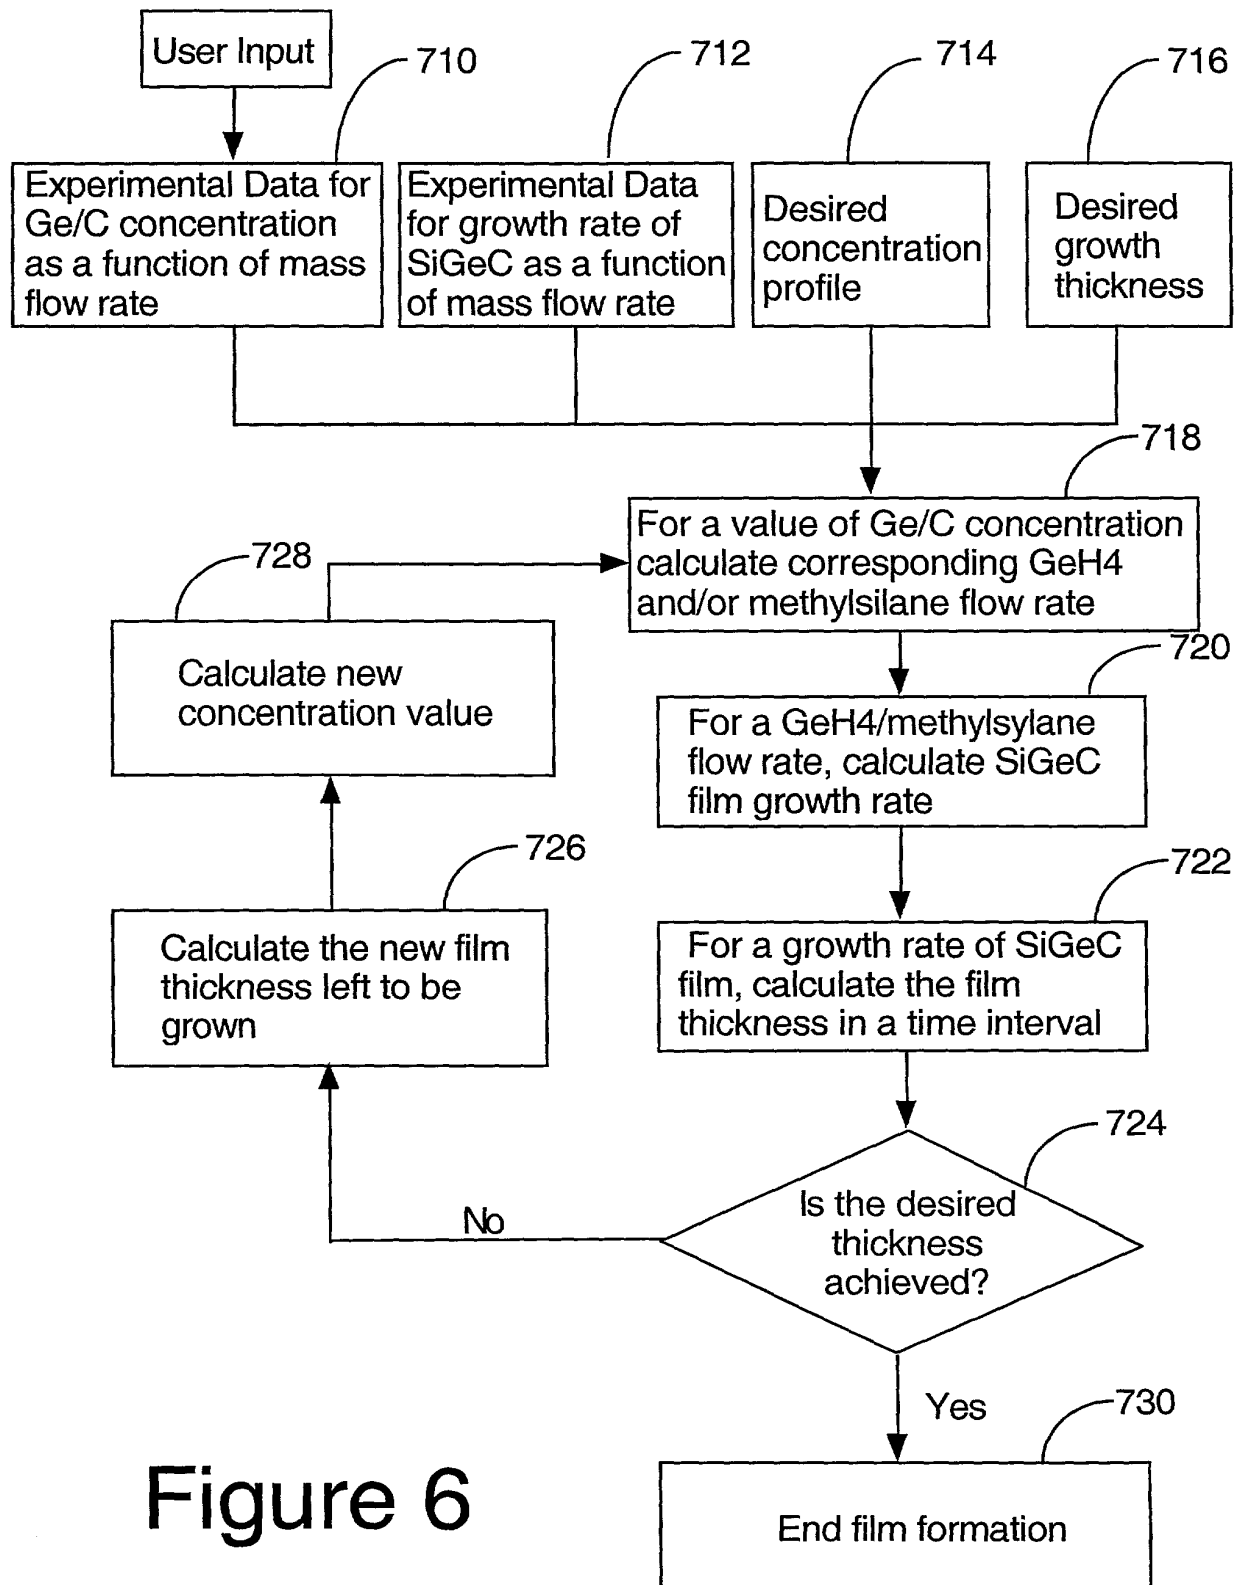 User Input
710
712
714
716
Experimental Data for
Ge/C concentration
as a function of mass
flow rate
Experimental Data
for growth rate of
SiGeC as a function
of mass flow rate
Desired
concentration
profile
Desired
growth
thickness
718
For a value of Ge/C concentration
calculate corresponding GeH4
and/or methylsilane flow rate
728
Calculate new
concentration value
720
For a GeH4/methylsylane
flow rate, calculate SiGeC
film growth rate
726
Calculate the new film
thickness left to be
grown
722
For a growth rate of SiGeC
film, calculate the film
thickness in a time interval
724
Is the desired
thickness
achieved?
No
Yes
730
End film formation
Figure 6